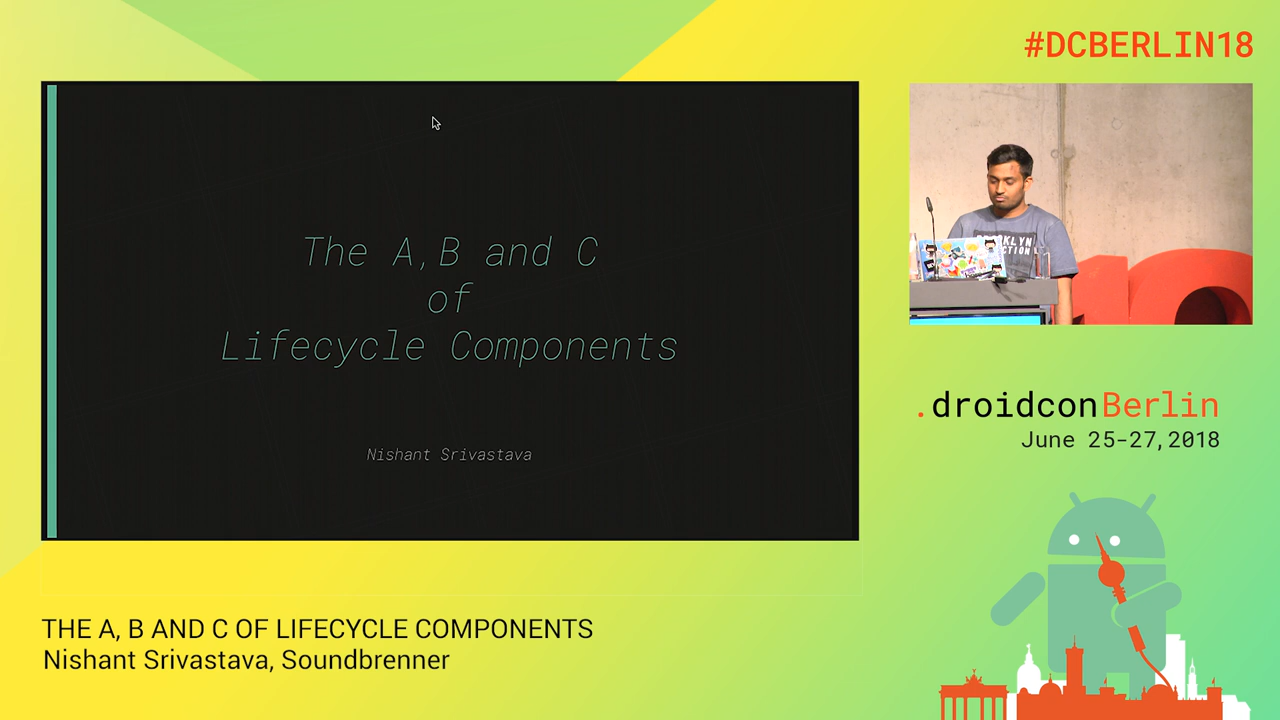 #DCBERLIN18
The A,B and C
of
Lifecycle Components
Nishant Srivastava
.droidconBerlin
June 25-27,2018
THE A, B AND C OF LIFECYCLE COMPONENTS
Nishant Srivastava, Soundbrenner